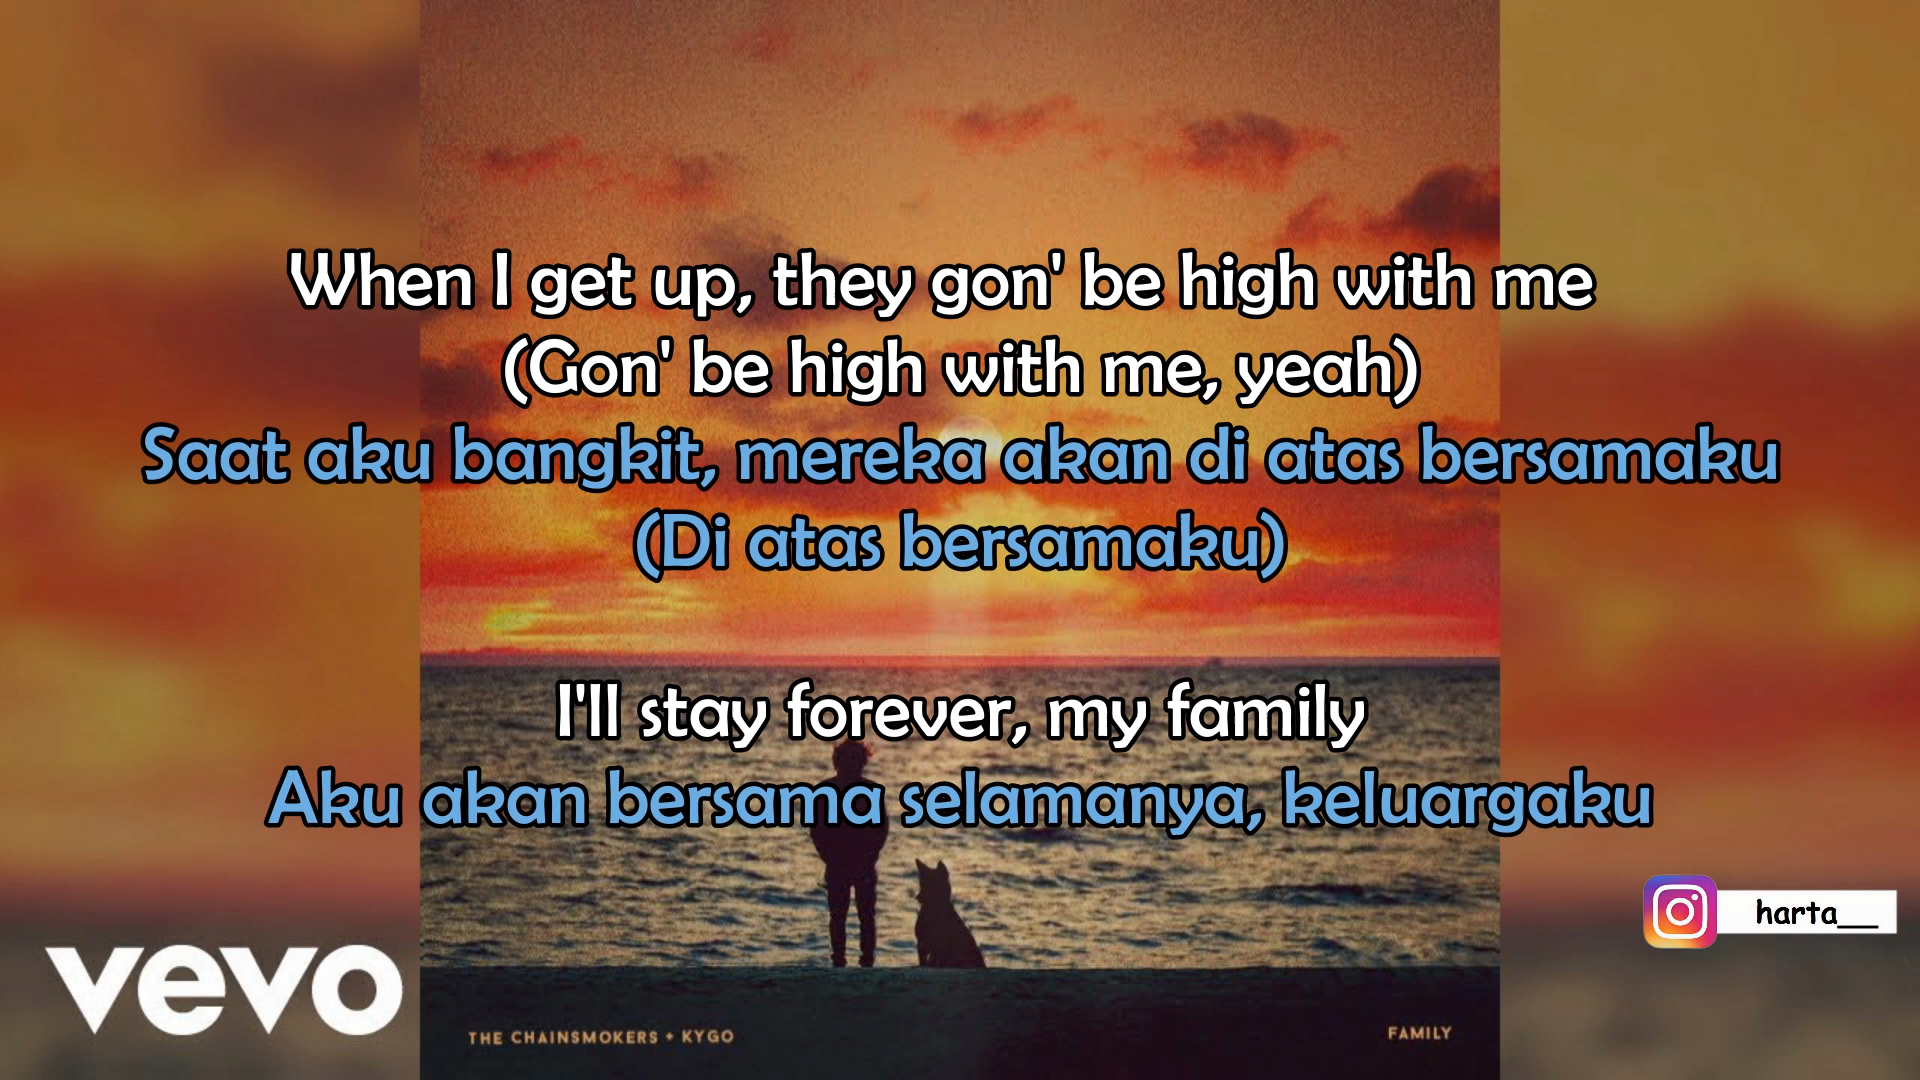 When I get up, they gon' be high with me
(Gon' be high with me, yeah)
Saat aku bangkit, mereka akan di atas bersamaku
(Di atas bersamaku)
I'll stay forever, my family
Aku akan bersama selamanya, keluargaku
harta__
vevo
THE CHAINSMOKERS + KYGO
FAMILY